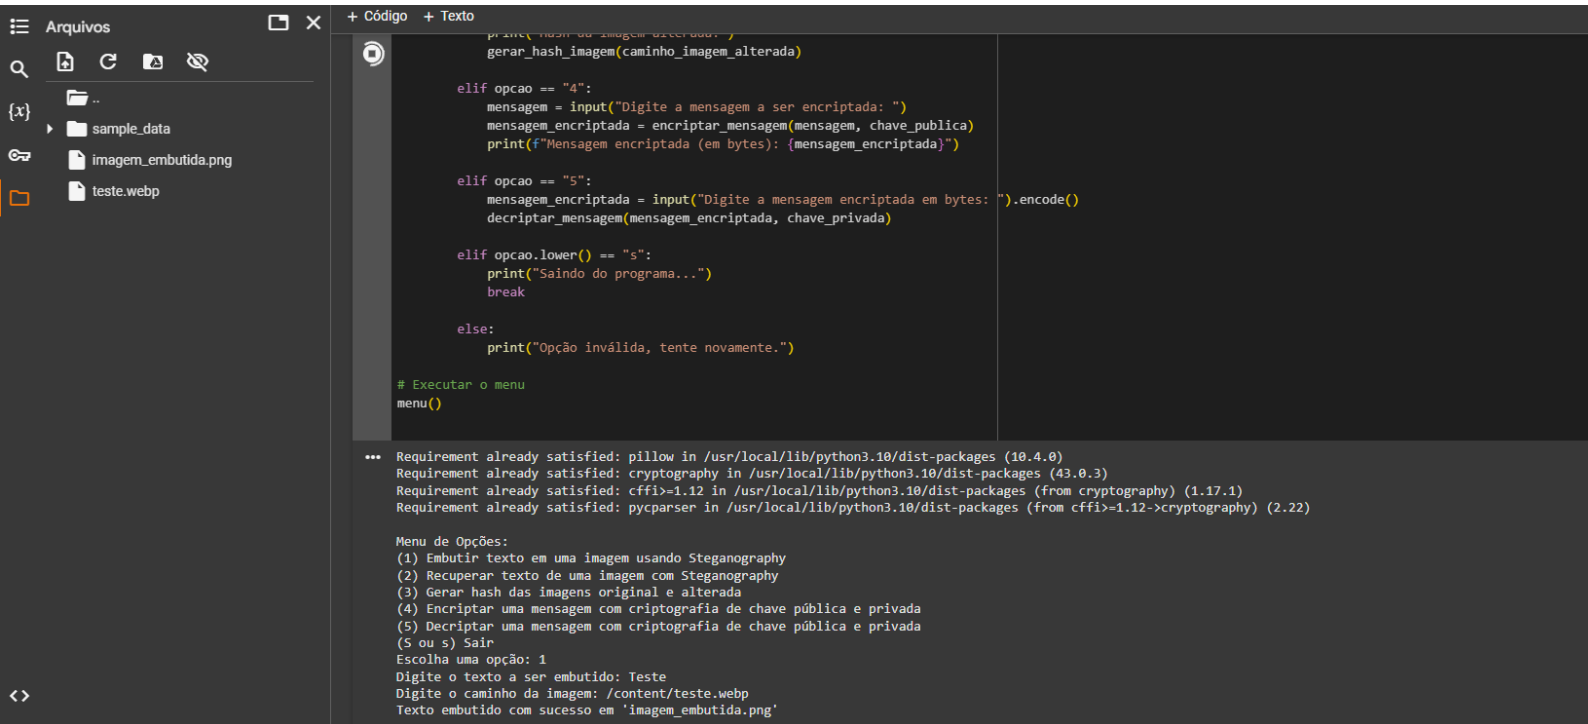 Arquivos
+ Código + Texto
..
sample_data
imagem_embutida.png
teste.webp
{x}
print("Hash da imagem alterada:")
gerar_hash_imagem(caminho_imagem_alterada)
elif opcao == "4":
mensagem = input("Digite a mensagem a ser encriptada: ")
mensagem_encriptada = encriptar_mensagem(mensagem, chave_publica)
print(f"Mensagem encriptada (em bytes): {mensagem_encriptada}")
elif opcao == "5":
mensagem_encriptada = input("Digite a mensagem encriptada em bytes: ").encode()
decriptar_mensagem(mensagem_encriptada, chave_privada)
elif opcao.lower() == "s":
print("Saindo do programa...")
break
else:
print("Opção inválida, tente novamente.")
# Executar o menu
menu()
Requirement already satisfied: pillow in /usr/local/lib/python3.10/dist-packages (10.4.0)
Requirement already satisfied: cryptography in /usr/local/lib/python3.10/dist-packages (43.0.3)
Requirement already satisfied: cffi>=1.12 in /usr/local/lib/python3.10/dist-packages (from cryptography) (1.17.1)
Requirement already satisfied: pycparser in /usr/local/lib/python3.10/dist-packages (from cffi>=1.12->cryptography) (2.22)
Menu de Opções:
(1) Embutir texto em uma imagem usando Steganography
(2) Recuperar texto de uma imagem com Steganography
(3) Gerar hash das imagens original e alterada
(4) Encriptar uma mensagem com criptografia de chave pública e privada
(5) Decriptar uma mensagem com criptografia de chave pública e privada
(S ou s) Sair
Escolha uma opção: 1
Digite o texto a ser embutido: Teste
Digite o caminho da imagem: /content/teste.webp
Texto embutido com sucesso em 'imagem_embutida.png'